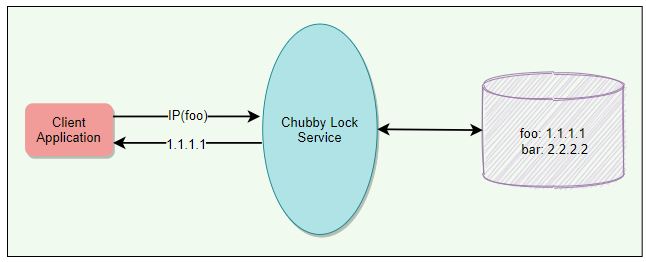 Client
Application
IP(foo)
1.1.1.1
Chubby Lock
Service
foo: 1.1.1.1
bar: 2.2.2.2